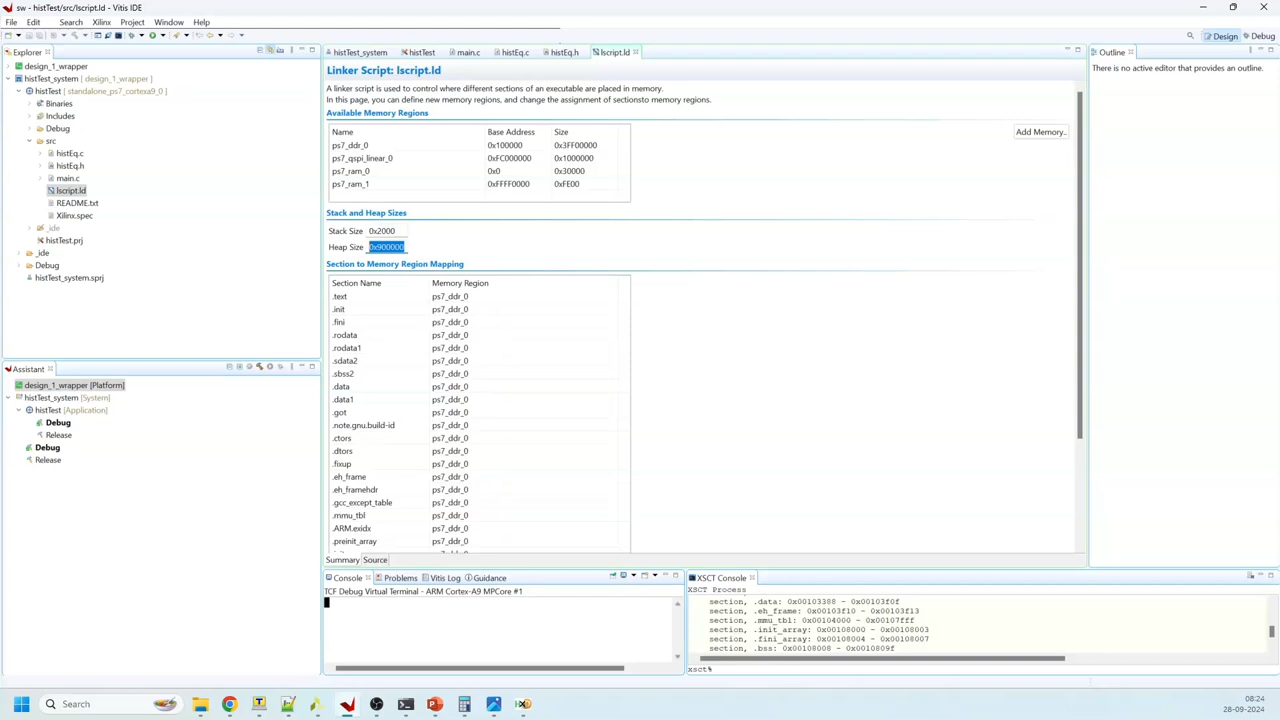 sw - histTest/src/lscript.ld - Vitis IDE
File Edit Search Xilinx Project Window Help
Design Debug
Explorer
design_1_wrapper
histTest_system [ design_1_wrapper ]
histTest [ standalone_ps7_cortexa9_0 ]
Binaries
Includes
Debug
src
histEq.c
histEq.h
main.c
lscript.ld
README.txt
Xilinx.spec
_ide
histTest.prj
_ide
Debug
histTest_system.sprj
Assistant
design_1_wrapper [Platform]
histTest_system [System]
histTest [Application]
Debug
Release
Debug
Release
histTest_system histTest main.c histEq.c histEq.h lscript.ld
Linker Script: lscript.ld
A linker script is used to control where different sections of an executable are placed in memory.
In this page, you can define new memory regions, and change the assignment of sectionsto memory regions.
Available Memory Regions
Name Base Address Size
ps7_ddr_0 0x100000 0x3FF00000
ps7_qspi_linear_0 0xFC000000 0x1000000
ps7_ram_0 0x0 0x30000
ps7_ram_1 0xFFFF0000 0xFE00
Add Memory..
Stack and Heap Sizes
Stack Size 0x2000
Heap Size 0x900000
Section to Memory Region Mapping
Section Name Memory Region
.text ps7_ddr_0
.init ps7_ddr_0
.fini ps7_ddr_0
.rodata ps7_ddr_0
.rodata1 ps7_ddr_0
.sdata2 ps7_ddr_0
.sbss2 ps7_ddr_0
.data ps7_ddr_0
.data1 ps7_ddr_0
.got ps7_ddr_0
.note.gnu.build-id ps7_ddr_0
.ctors ps7_ddr_0
.dtors ps7_ddr_0
.fixup ps7_ddr_0
.eh_frame ps7_ddr_0
.eh_framehdr ps7_ddr_0
.gcc_except_table ps7_ddr_0
.mmu_tbl ps7_ddr_0
.ARM.exidx ps7_ddr_0
.preinit_array ps7_ddr_0
Summary Source
Outline
There is no active editor that provides an outline.
Console Problems Vitis Log Guidance
TCF Debug Virtual Terminal - ARM Cortex-A9 MPCore #1
XSCT Console
XSCT Process
section, .data: 0x00103388 - 0x00103f0f
section, .eh_frame: 0x00103f10 - 0x00103f13
section, .mmu_tbl: 0x00104000 - 0x00107fff
section, .init_array: 0x00108000 - 0x00108003
section, .fini_array: 0x00108004 - 0x00108007
section, .bss: 0x00108008 - 0x0010809f
xsct%
Search
08:24
28-09-2024